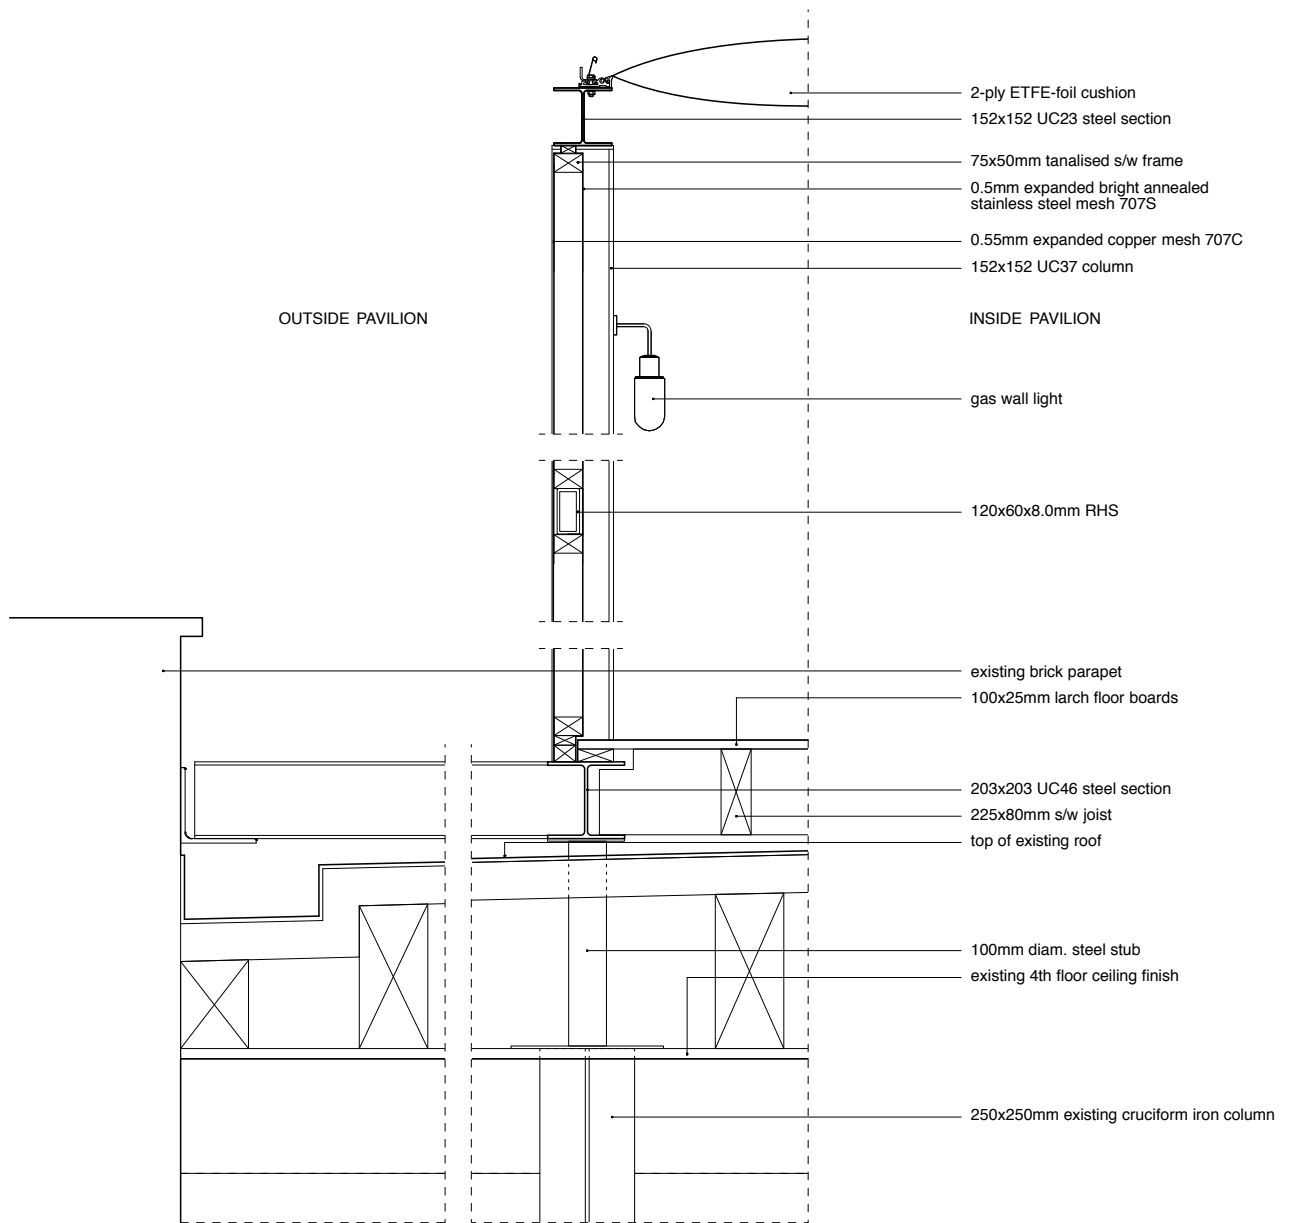 2-ply ETFE-foil cushion
152x152 UC23 steel section
75x50mm tanalised s/w frame
0.5mm expanded bright annealed
stainless steel mesh 707S
0.55mm expanded copper mesh 707C
152x152 UC37 column
OUTSIDE PAVILION
INSIDE PAVILION
gas wall light
120x60x8.0mm RHS
existing brick parapet
100x25mm larch floor boards
203x203 UC46 steel section
225x80mm s/w joist
top of existing roof
100mm diam. steel stub
existing 4th floor ceiling finish
250x250mm existing cruciform iron column